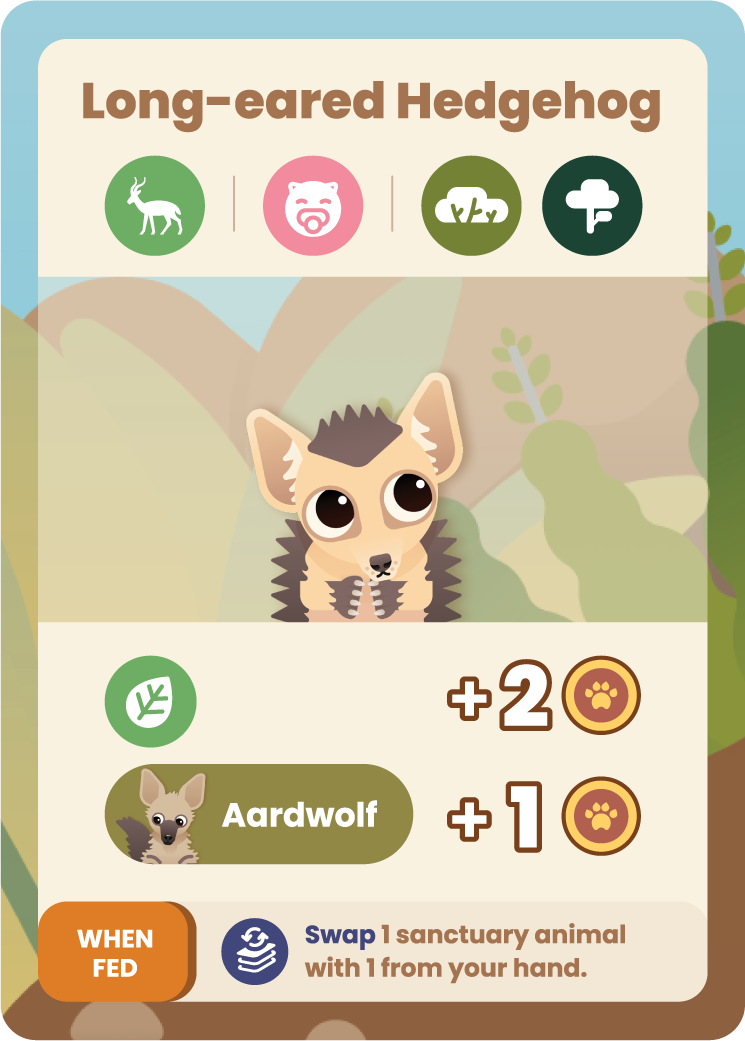 Long-eared Hedgehog
+2
Aardwolf
+1
WHEN
FED
Swap 1 sanctuary animal
with 1 from your hand.